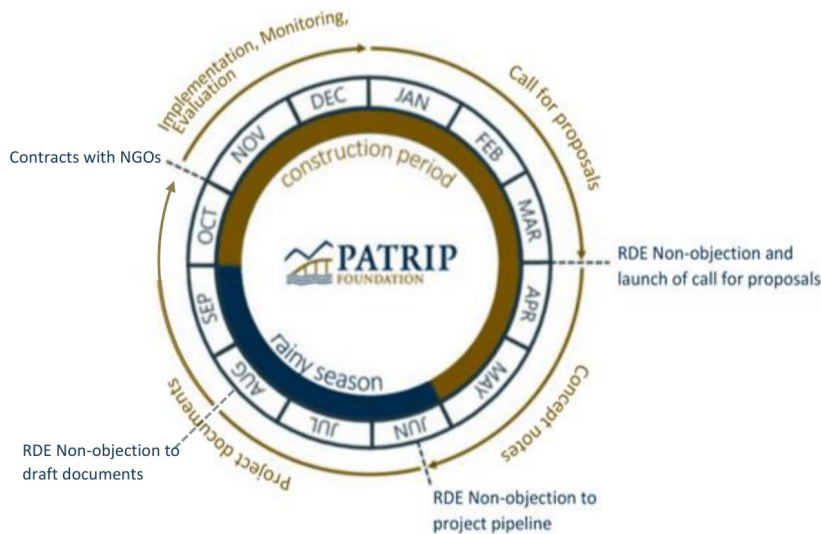 Implementation, Monitoring,
Evaluation
Call for proposals
DEC
JAN
NOV
FEB
construction period
Contracts with NGOs
OCT
MAR
PATRIP
FOUNDATION
RDE Non-objection and
launch of call for proposals
SEP
APR
rainy season
AUG
MAY
JUL
JUN
Project documents
Concept notes
RDE Non-objection to
draft documents
RDE Non-objection to
project pipeline